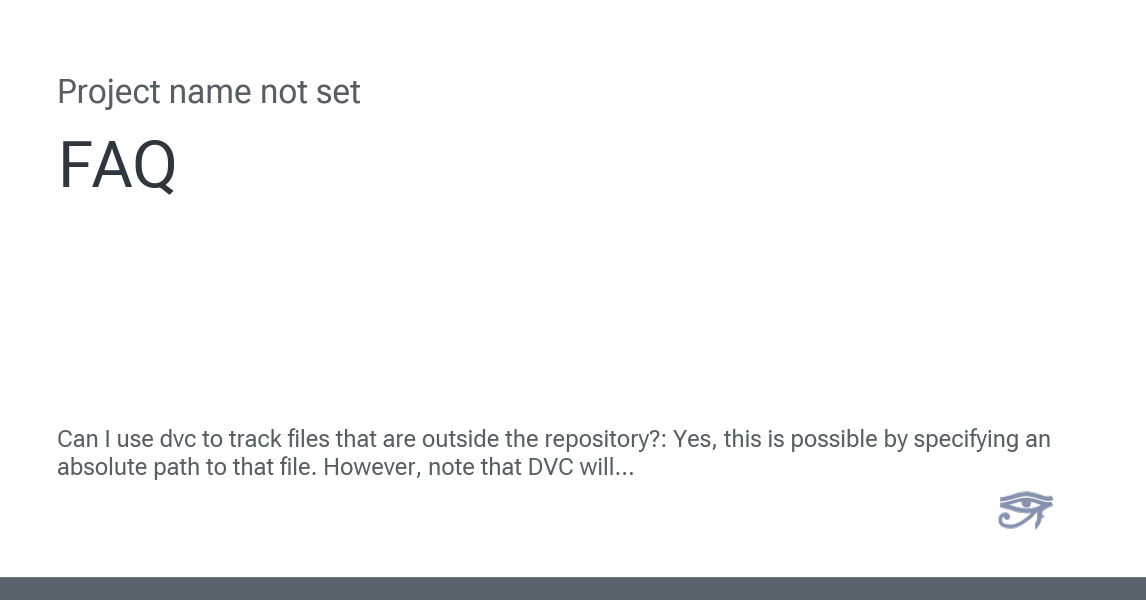 Project name not set
FAQ
Can I use dvc to track files that are outside the repository?: Yes, this is possible by specifying an
absolute path to that file. However, note that DVC will...